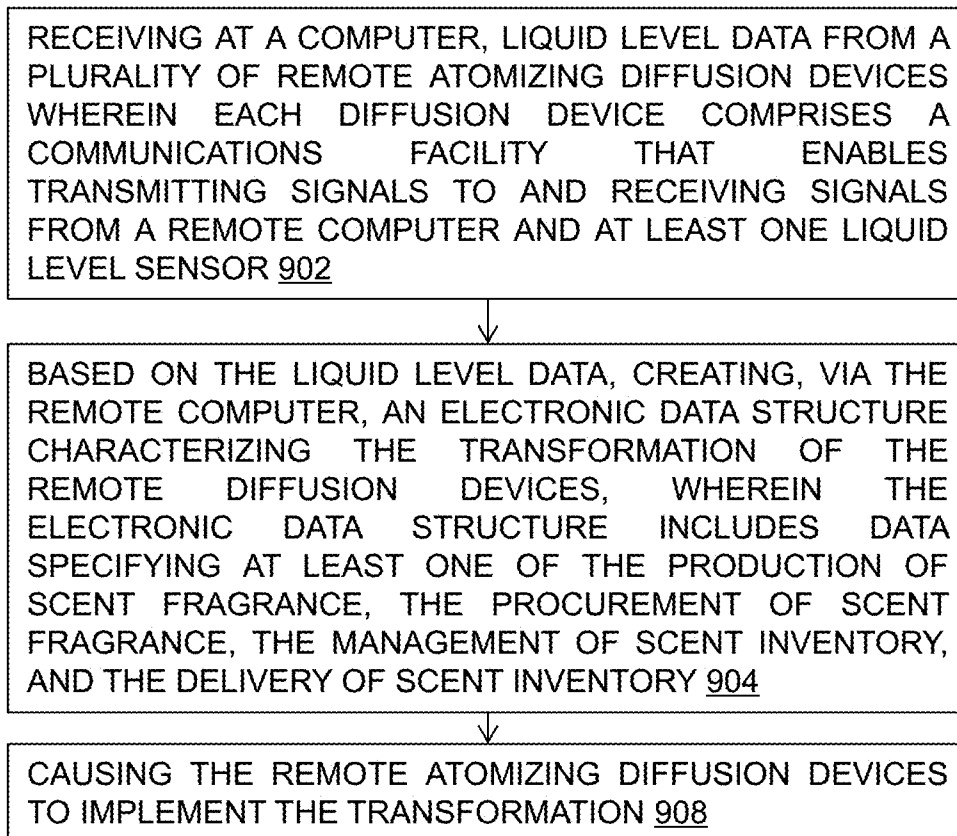 RECEIVING AT A COMPUTER, LIQUID LEVEL DATA FROM A
PLURALITY OF REMOTE ATOMIZING DIFFUSION DEVICES
WHEREIN EACH DIFFUSION DEVICE COMPRISES A
COMMUNICATIONS FACILITY THAT ENABLES
TRANSMITTING SIGNALS TO AND RECEIVING SIGNALS
FROM A REMOTE COMPUTER AND AT LEAST ONE LIQUID
LEVEL SENSOR 902
BASED ON THE LIQUID LEVEL DATA, CREATING, VIA THE
REMOTE COMPUTER, AN ELECTRONIC DATA STRUCTURE
CHARACTERIZING THE TRANSFORMATION OF THE
REMOTE DIFFUSION DEVICES, WHEREIN THE
ELECTRONIC DATA STRUCTURE INCLUDES DATA
SPECIFYING AT LEAST ONE OF THE PRODUCTION OF
SCENT FRAGRANCE, THE PROCUREMENT OF SCENT
FRAGRANCE, THE MANAGEMENT OF SCENT INVENTORY,
AND THE DELIVERY OF SCENT INVENTORY 904
CAUSING THE REMOTE ATOMIZING DIFFUSION DEVICES
TO IMPLEMENT THE TRANSFORMATION 908